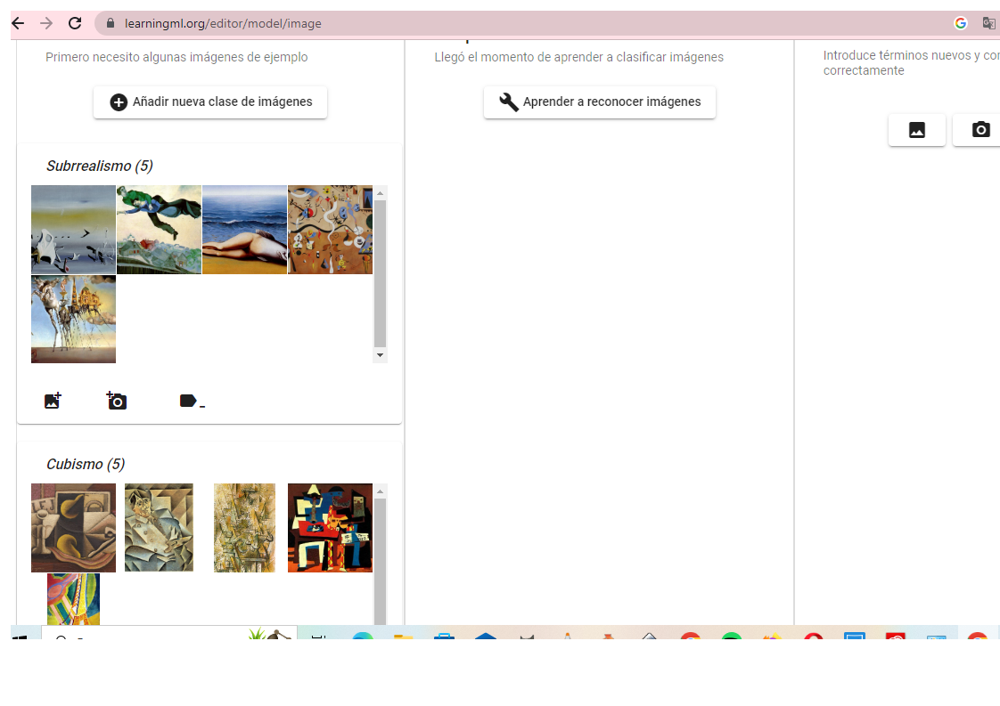 learningml.org/editor/model/image
Primero necesito algunas imágenes de ejemplo
Añadir nueva clase de imágenes
Subrrealismo (5)
Cubismo (5)
Llegó el momento de aprender a clasificar imágenes
Aprender a reconocer imágenes
Introduce términos nuevos y
correctamente